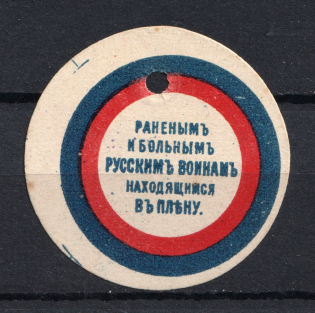 РАНЕНЫМЪ
И БОЛЬНЫМЪ
РУССКИМЪ ВОИНАМЪ
НАХОДЯЩИМСЯ
ВЪ ПЛѢНУ.